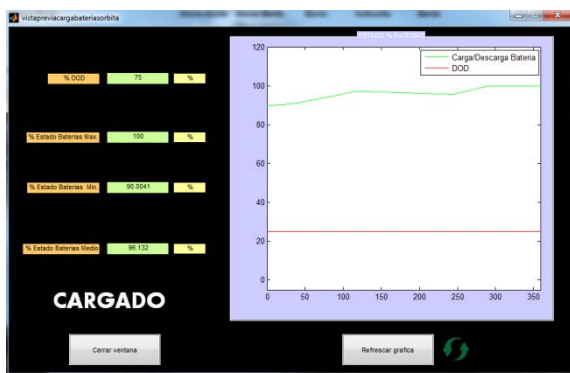 vistapreviacargabateriasorbita
ESTADO % BATERIAS
% DOD 75 %
% Estado Baterias Max. 100 %
% Estado Baterias Min. 90.0041 %
% Estado Baterias Medio 96.132 %
CARGADO
Carga/Descarga Bateria
DOD
120
100
80
60
40
20
0
0 50 100 150 200 250 300 350
Cerrar ventana
Refrescar grafica